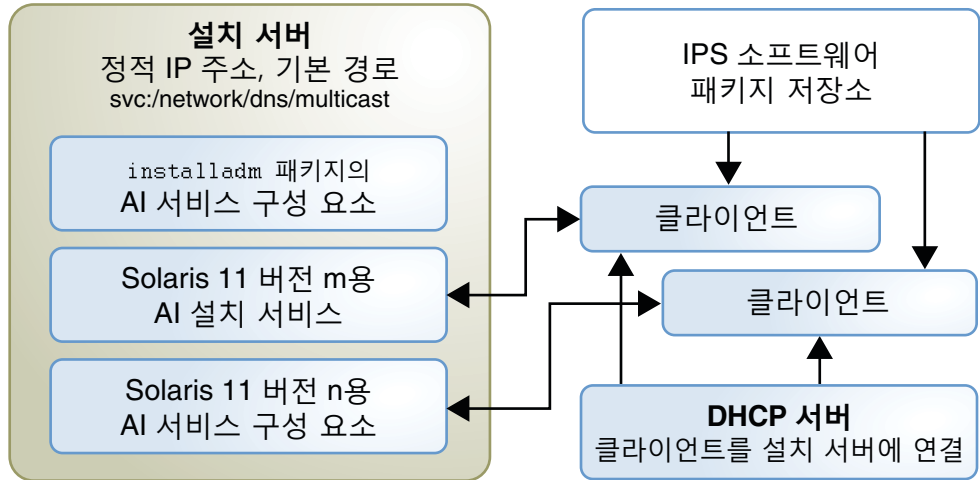 설치 서버
정적 IP 주소, 기본 경로
svc:/network/dns/multicast
installadm 패키지의
AI 서비스 구성 요소
Solaris 11 버전 m용
AI 설치 서비스
Solaris 11 버전 n용
AI 서비스 구성 요소
IPS 소프트웨어
패키지 저장소
클라이언트
클라이언트
DHCP 서버
클라이언트를 설치 서버에 연결